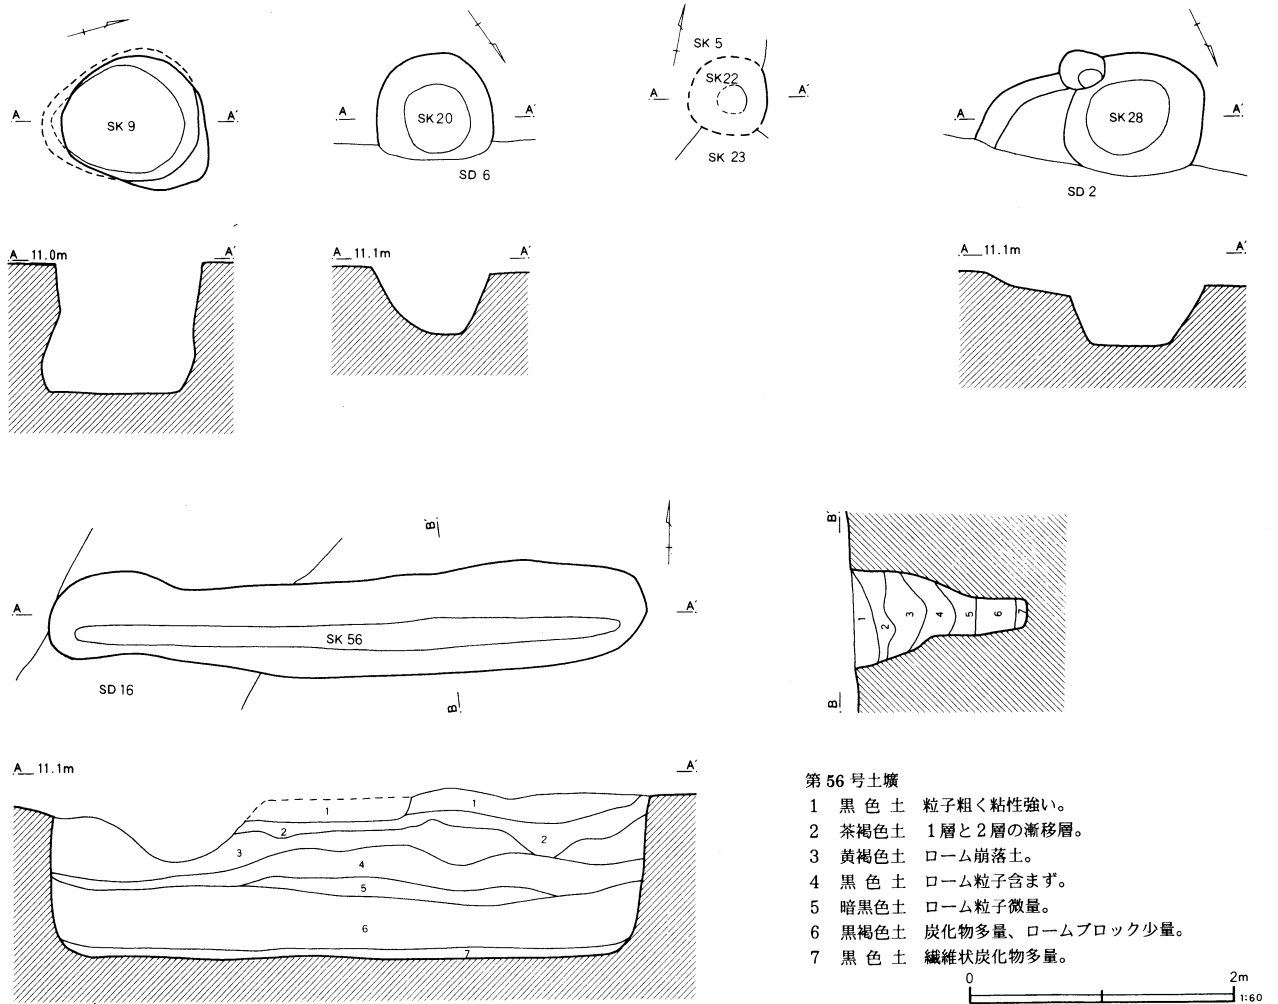 SK 5
SK 22
A A'
A A'
A A'
A A'
SK 9
SK 20
SK 28
SK 23
SD 6
SD 2
A 11.0m A'
A 11.1m A'
A 11.1m A'
B B'
A A'
SK 56
SD 16
B
B' B
1 2 3 4 5 6 7
A 11.1m A'
1
1
2
2
3
4
5
6
7
第 56 号土壙
1 黒 色 土 粒子粗く粘性強い。
2 茶褐色土 1層と2層の漸移層。
3 黄褐色土 ローム崩落土。
4 黒 色 土 ローム粒子含まず。
5 暗黒色土 ローム粒子微量。
6 黒褐色土 炭化物多量、ロームブロック少量。
7 黒 色 土 繊維状炭化物多量。
0 2m
1:60